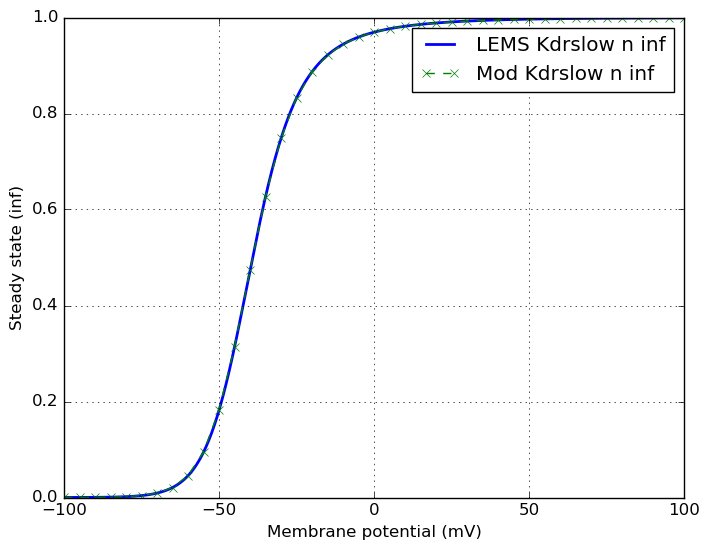 1.0
LEMS Kdrslow n inf
Mod Kdrslow n inf
0.8
0.6
Steady state (inf)
0.4
0.2
0.0
−100 −50 0 50 100
Membrane potential (mV)